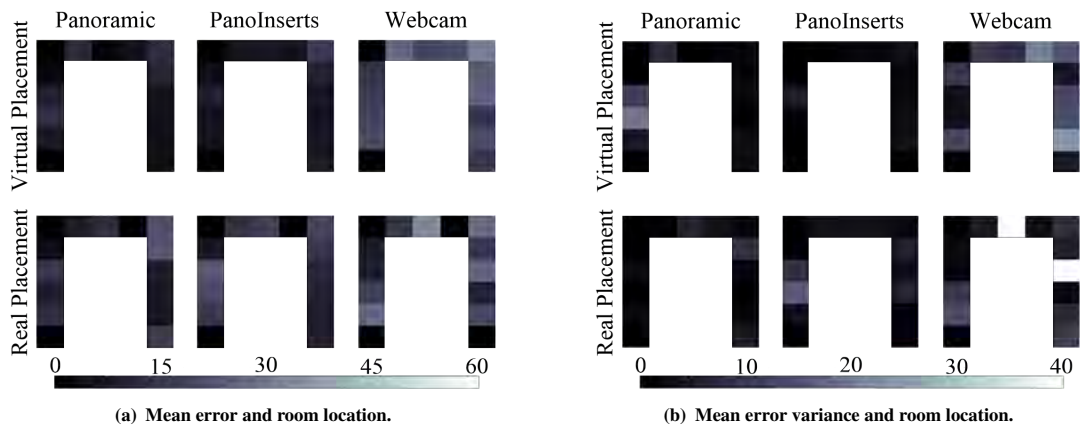 Panoramic PanoInserts Webcam
Virtual Placement
Real Placement
0 15 30 45 60
(a) Mean error and room location.
Panoramic PanoInserts Webcam
Virtual Placement
Real Placement
0 10 20 30 40
(b) Mean error variance and room location.